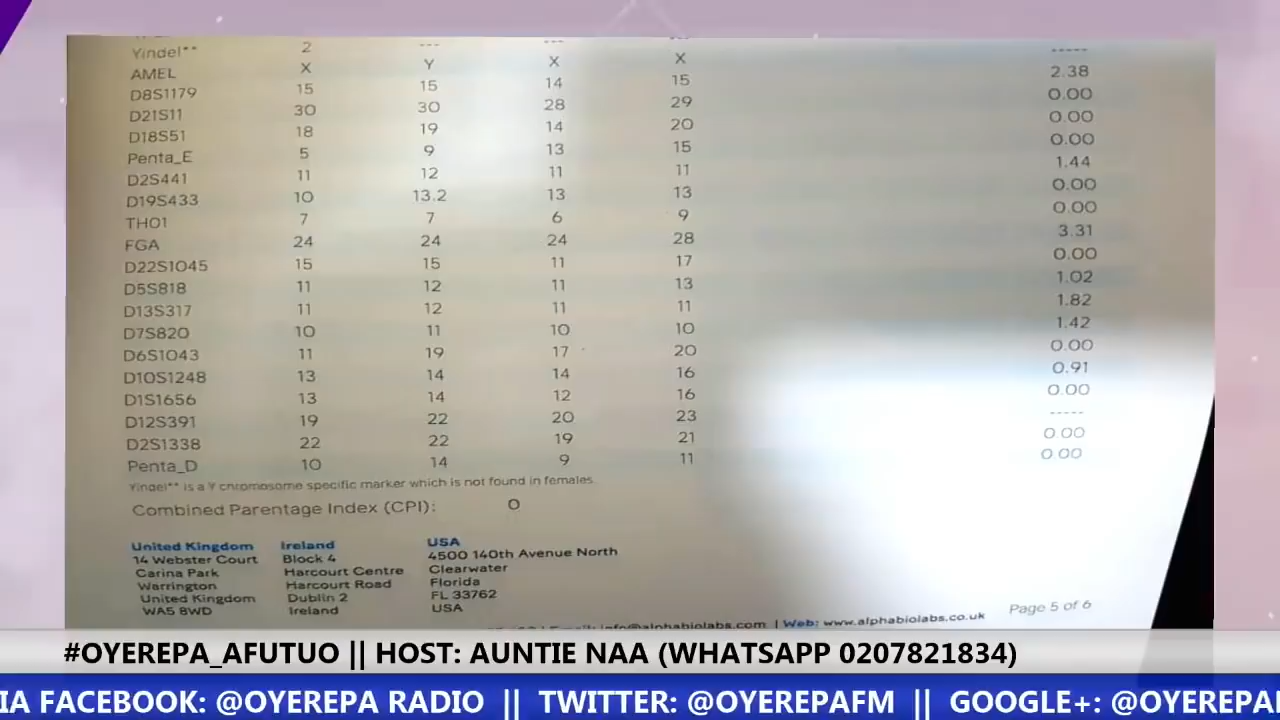 Yindel** 2 --- --- ---
AMEL X Y X X -----
D8S1179 15 15 14 15 2.38
D21S11 30 30 28 29 0.00
D18S51 18 19 14 20 0.00
Penta_E 5 9 13 15 0.00
D2S441 11 12 11 11 1.44
D19S433 10 13.2 13 13 0.00
THO1 7 7 6 9 0.00
FGA 24 24 24 28 3.31
D22S1045 15 15 11 17 0.00
D5S818 11 12 11 13 1.02
D13S317 11 12 11 11 1.82
D7S820 10 11 10 10 1.42
D6S1043 11 19 17 20 0.00
D10S1248 13 14 14 16 0.91
D1S1656 13 14 12 16 0.00
D12S391 19 22 20 23 -----
D2S1338 22 22 19 21 0.00
Penta_D 10 14 9 11 0.00
Yindel** is a Y chromosome specific marker which is not found in females.
Combined Parentage Index (CPI): 0
United Kingdom Ireland USA
14 Webster Court Block 4 4500 140th Avenue North
Carina Park Harcourt Centre Clearwater
Warrington Harcourt Road Florida
United Kingdom Dublin 2 FL 33762
WA5 8WD Ireland USA
| Email: info@alphabiolabs.com | Web: www.alphabiolabs.co.uk Page 5 of 6
#OYEREPA_AFUTUO || HOST: AUNTIE NAA (WHATSAPP 0207821834)
IA FACEBOOK: @OYEREPA RADIO || TWITTER: @OYEREPAFM || GOOGLE+: @OYEREPA